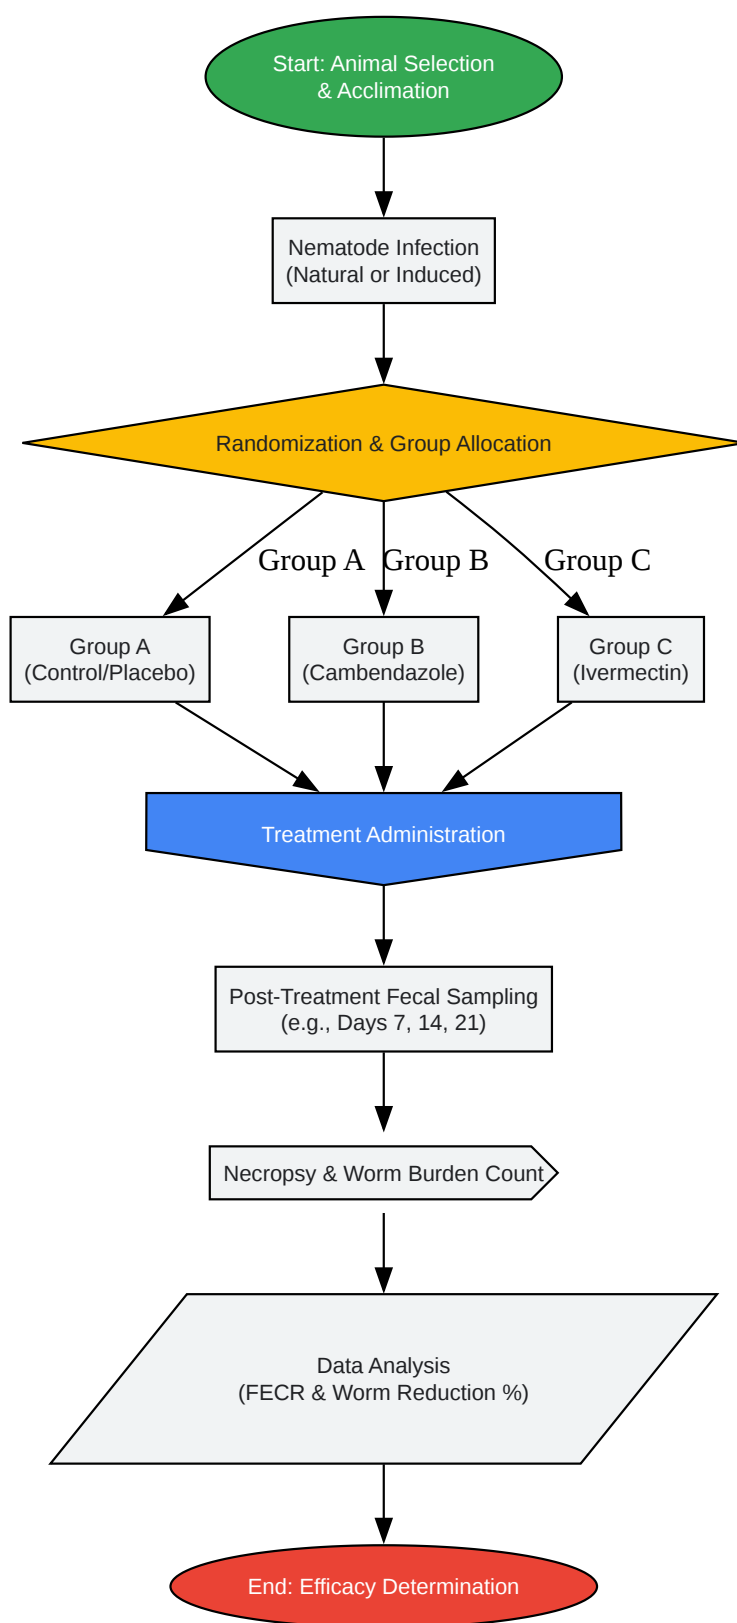 Start: Animal Selection
& Acclimation
Nematode Infection
(Natural or Induced)
Randomization & Group Allocation
Group A
Group B
Group C
Group A
(Control/Placebo)
Group B
(Cambendazole)
Group C
(Ivermectin)
Treatment Administration
Post-Treatment Fecal Sampling
(e.g., Days 7, 14, 21)
Necropsy & Worm Burden Count
Data Analysis
(FECR & Worm Reduction %)
End: Efficacy Determination